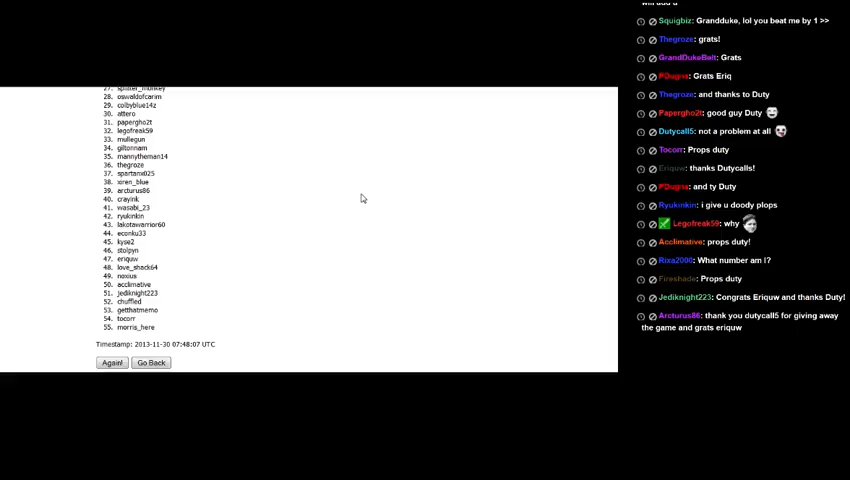 27. splater_monkey
28. oswaldofcarim
29. colbyblue14z
30. attero
31. papergho2t
32. legofreak59
33. mullegun
34. giltonnam
35. mannytheman14
36. thegroze
37. spartanx025
38. xiren_blue
39. arcturus86
40. crayink
41. wasabi_23
42. ryukinkin
43. lakotawarrior60
44. econku33
45. kyse2
46. stolpyn
47. eriquw
48. love_shack64
49. noxius
50. acclimative
51. jediknight223
52. chuffled
53. getthatmemo
54. tocorr
55. morris_here
Timestamp: 2013-11-30 07:48:07 UTC
Again! Go Back
Squigbiz: Grandduke, lol you beat me by 1 >>
Thegroze: grats!
GrandDukeBelt: Grats
PDugna: Grats Eriq
Thegroze: and thanks to Duty
Papergho2t: good guy Duty
Dutycall5: not a problem at all
Tocorr: Props duty
Eriquw: thanks Dutycalls!
PDugna: and ty Duty
Ryukinkin: i give u doody plops
Legofreak59: why
Acclimative: props duty!
Rixa2000: What number am I?
Fireshade: Props duty
Jediknight223: Congrats Eriquw and thanks Duty!
Arcturus86: thank you dutycall5 for giving away
the game and grats eriquw